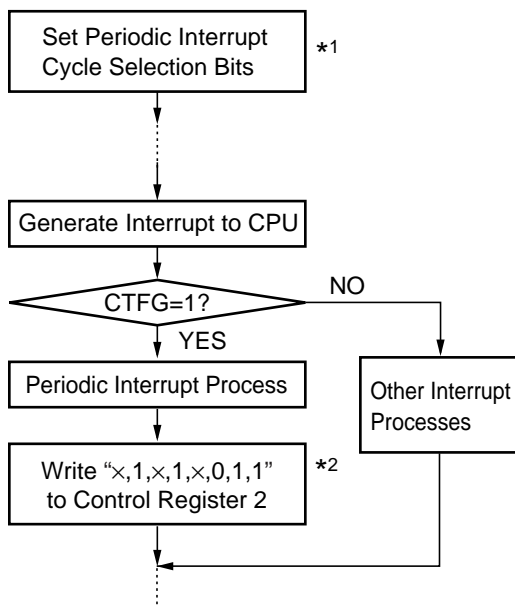 Set Periodic Interrupt
Cycle Selection Bits
*1
Generate Interrupt to CPU
CTFG=1?
NO
YES
Periodic Interrupt Process
Other Interrupt
Processes
Write “×,1,×,1,×,0,1,1”
to Control Register 2
*2